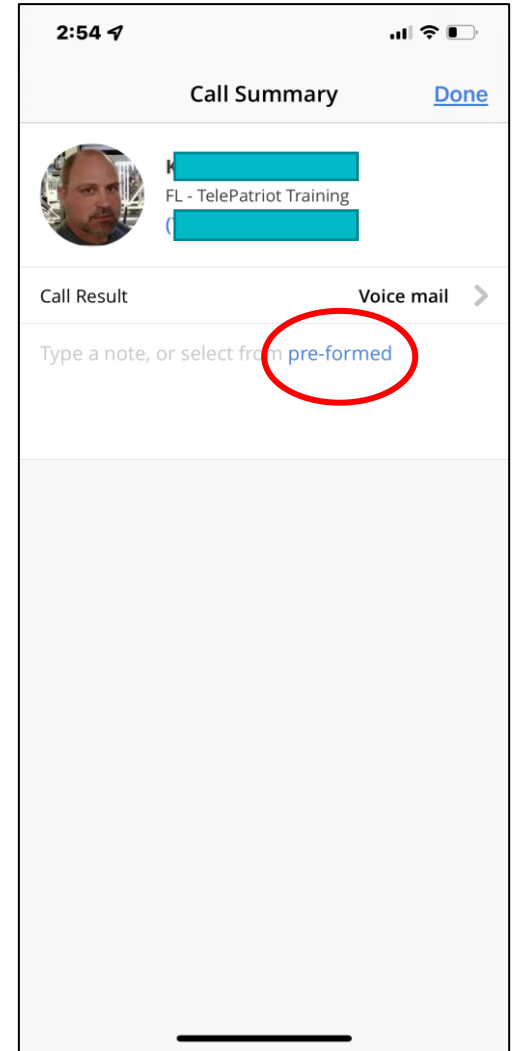 2:54
Call Summary
Done
K
FL - TelePatriot Training
(
Call Result
Voice mail
Type a note, or select from pre-formed